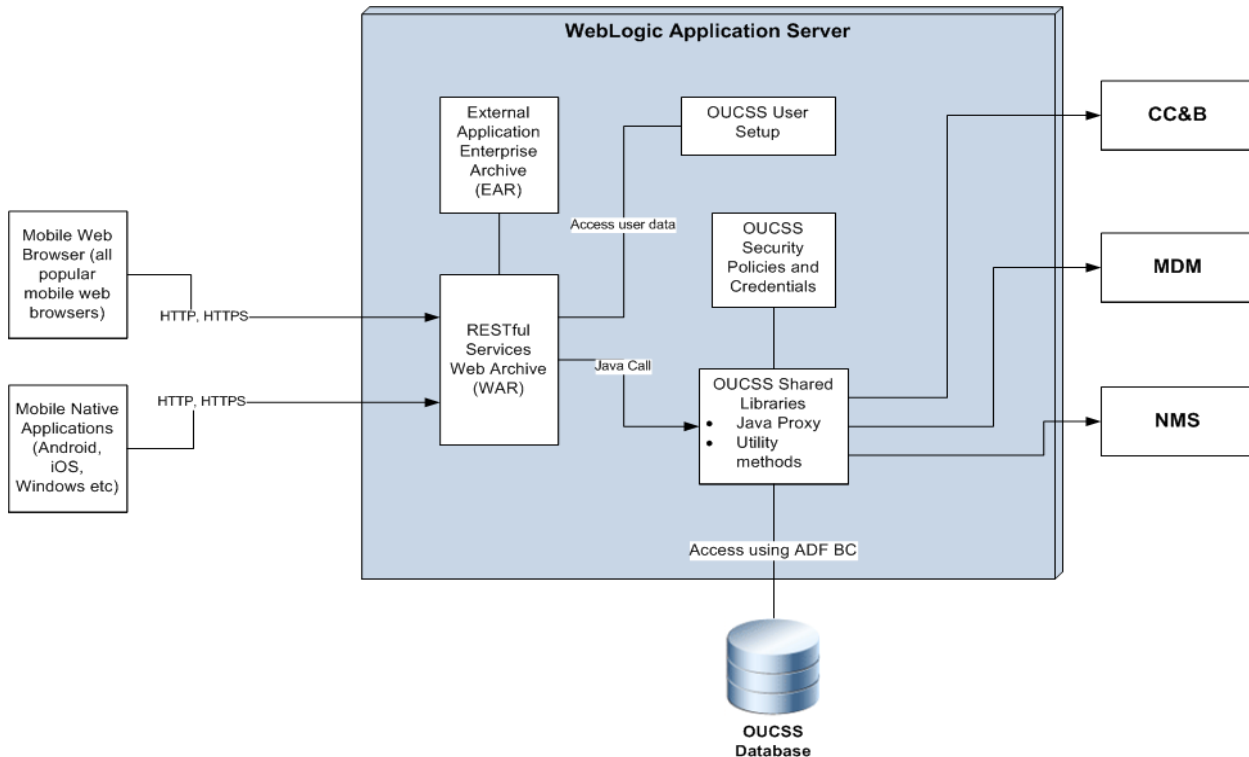 WebLogic Application Server
External
Application
Enterprise
Archive
(EAR)
OUCSS User
Setup
CC&B
Access user data
Mobile Web
Browser (all
popular
mobile web
browsers)
OUCSS
Security
Policies and
Credentials
MDM
HTTP, HTTPS
RESTful
Services
Web Archive
(WAR)
Java Call
Mobile Native
Applications
(Android,
iOS,
Windows etc)
HTTP, HTTPS
OUCSS Shared
Libraries
• Java Proxy
• Utility
methods
NMS
Access using ADF BC
OUCSS
Database